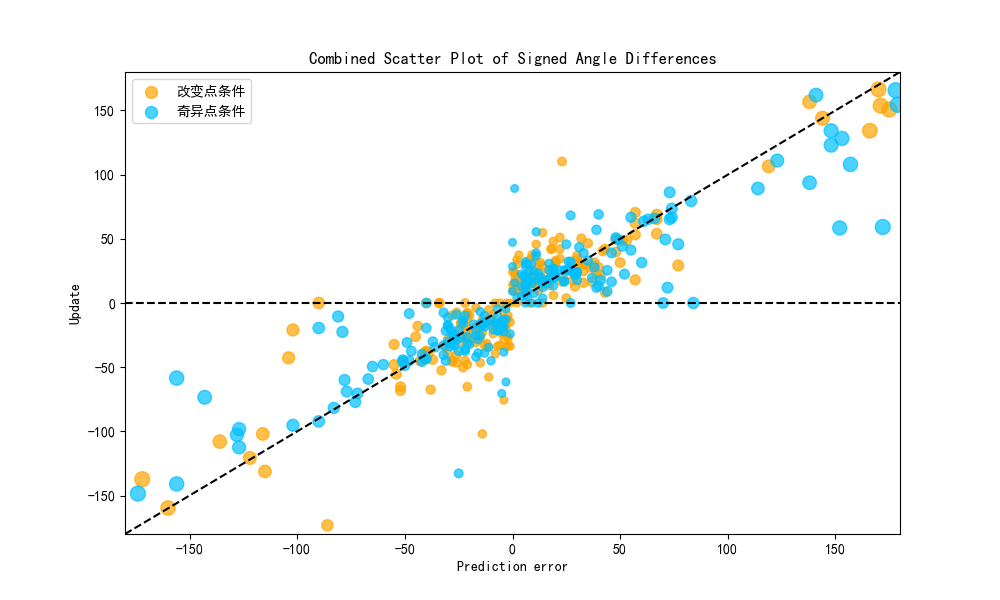 Combined Scatter Plot of Signed Angle Differences
改变点条件
奇异点条件
Update
150
100
50
0
−50
−100
−150
−150
−100
−50
0
50
100
150
Prediction error